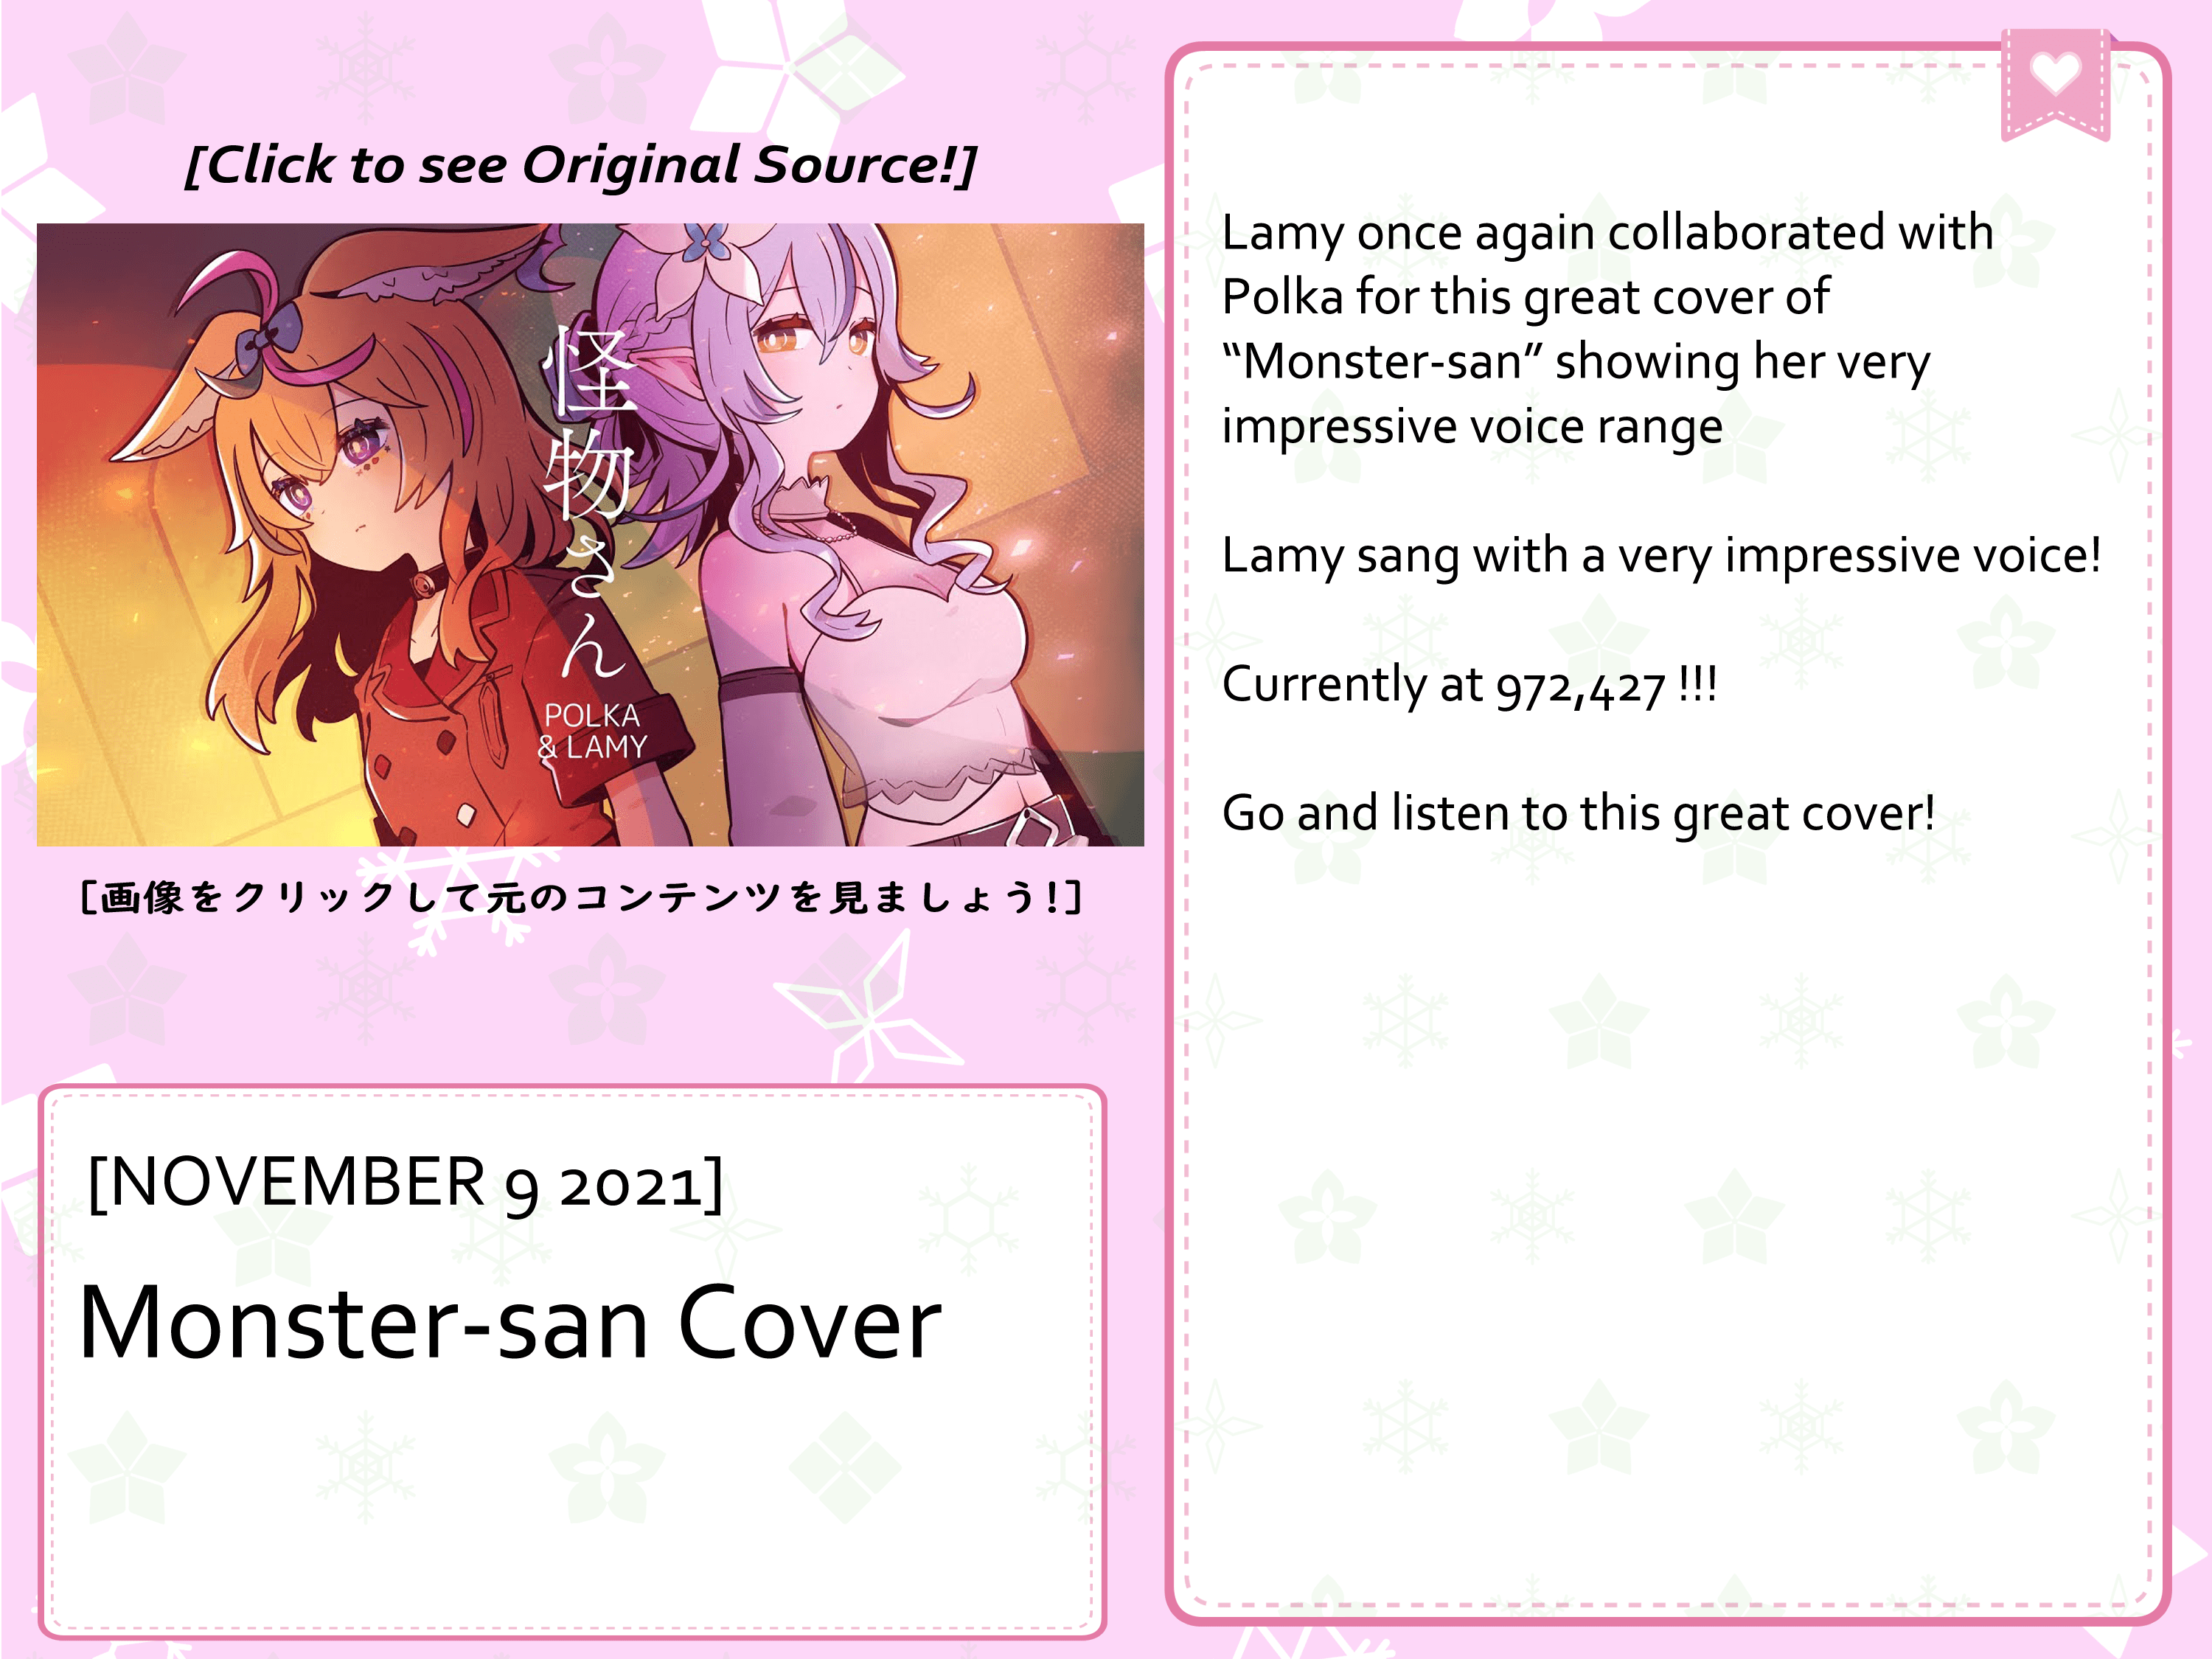 [Click to see Original Source!]
怪物さん
POLKA
& LAMY
[画像をクリックして元のコンテンツを見ましょう!]
[NOVEMBER 9 2021]
Monster-san Cover
Lamy once again collaborated with
Polka for this great cover of
“Monster-san” showing her very
impressive voice range
Lamy sang with a very impressive voice!
Currently at 972,427 !!!
Go and listen to this great cover!